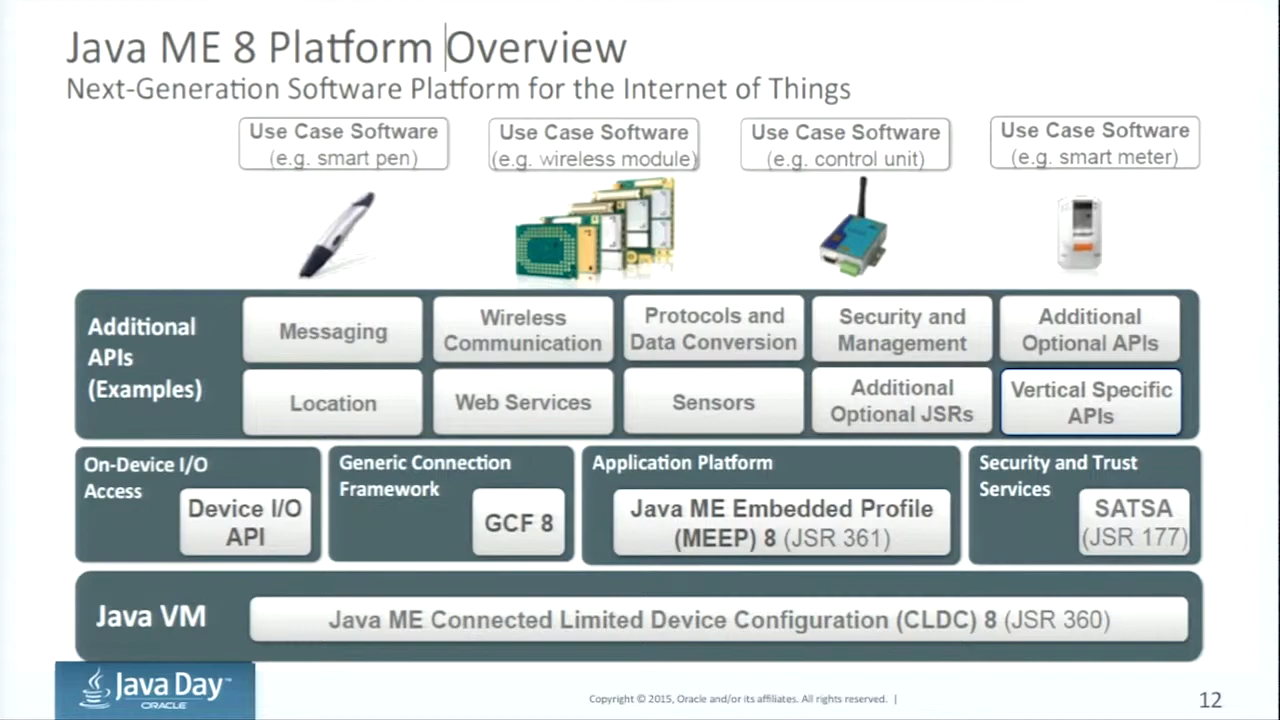 Java ME 8 Platform Overview
Next-Generation Software Platform for the Internet of Things
Use Case Software
(e.g. smart pen)
Use Case Software
(e.g. wireless module)
Use Case Software
(e.g. control unit)
Use Case Software
(e.g. smart meter)
Additional
APIs
(Examples)
Messaging
Wireless
Communication
Protocols and
Data Conversion
Security and
Management
Additional
Optional APIs
Location
Web Services
Sensors
Additional
Optional JSRs
Vertical Specific
APIs
On-Device I/O
Access
Device I/O
API
Generic Connection
Framework
GCF 8
Application Platform
Java ME Embedded Profile
(MEEP) 8 (JSR 361)
Security and Trust
Services
SATSA
(JSR 177)
Java VM
Java ME Connected Limited Device Configuration (CLDC) 8 (JSR 360)
Java Day™
ORACLE
Copyright © 2015, Oracle and/or its affiliates. All rights reserved. |
12